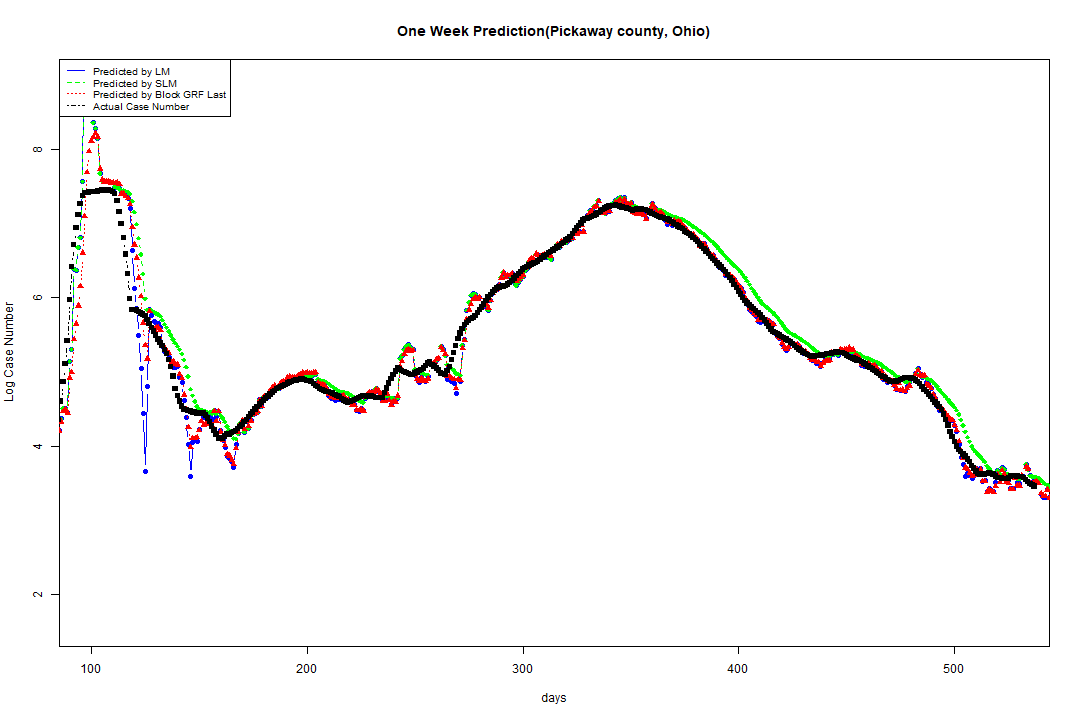 One Week Prediction(Pickaway county, Ohio)
Predicted by LM
Predicted by SLM
Predicted by Block GRF Last
Actual Case Number
Log Case Number
8
6
4
2
100 200 300 400 500
days